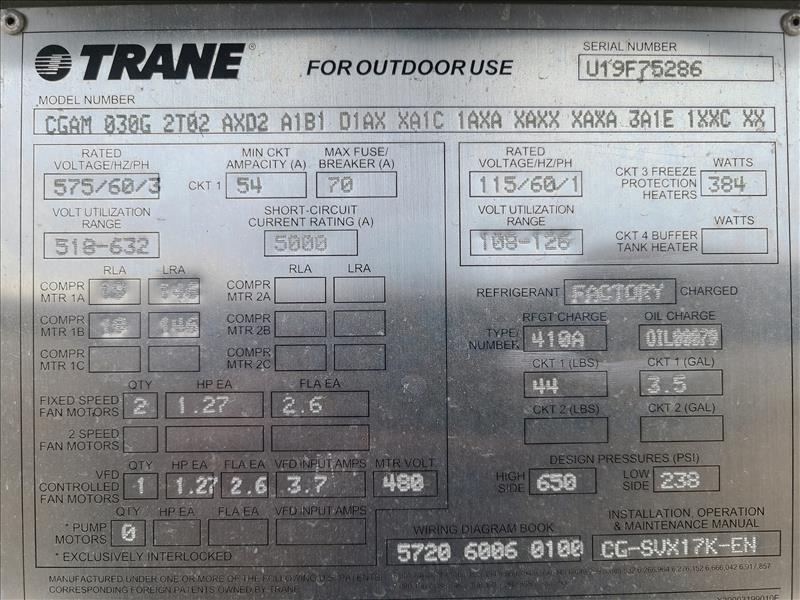 TRANE® FOR OUTDOOR USE
SERIAL NUMBER
U19F75286
MODEL NUMBER
CGAM 030G 2T02 AXD2 A1B1 D1AX XA1C 1AXA XAXX XAXA 3A1E 1XXC XX
RATED VOLTAGE/HZ/PH 575/60/3
CKT 1
MIN CKT AMPACITY (A) 54
MAX FUSE/ BREAKER (A) 70
VOLT UTILIZATION RANGE 518-632
SHORT-CIRCUIT CURRENT RATING (A) 5000
RATED VOLTAGE/HZ/PH 115/60/1
CKT 3 FREEZE PROTECTION HEATERS
WATTS 384
VOLT UTILIZATION RANGE 108-126
CKT 4 BUFFER TANK HEATER
WATTS
RLA LRA RLA LRA
COMPR MTR 1A COMPR MTR 2A
COMPR MTR 1B COMPR MTR 2B
COMPR MTR 1C COMPR MTR 2C
REFRIGERANT FACTORY CHARGED
RFGT CHARGE OIL CHARGE
TYPE/ NUMBER 410A OIL00079
CKT 1 (LBS) CKT 1 (GAL)
44 3.5
CKT 2 (LBS) CKT 2 (GAL)
QTY HP EA FLA EA
FIXED SPEED FAN MOTORS 2 1.27 2.6
2 SPEED FAN MOTORS
QTY HP EA FLA EA VFD INPUT AMPS MTR VOLT
VFD CONTROLLED FAN MOTORS 1 1.27 2.6 3.7 480
QTY HP EA FLA EA VFD INPUT AMPS
* PUMP MOTORS 0
* EXCLUSIVELY INTERLOCKED
DESIGN PRESSURES (PSI)
HIGH SIDE 650 LOW SIDE 238
WIRING DIAGRAM BOOK
5720 6006 0100
INSTALLATION, OPERATION & MAINTENANCE MANUAL
CG-SVX17K-EN
MANUFACTURED UNDER ONE OR MORE OF THE FOLLOWING U.S. PATENTS
CORRESPONDING FOREIGN PATENTS OWNED BY TRANE